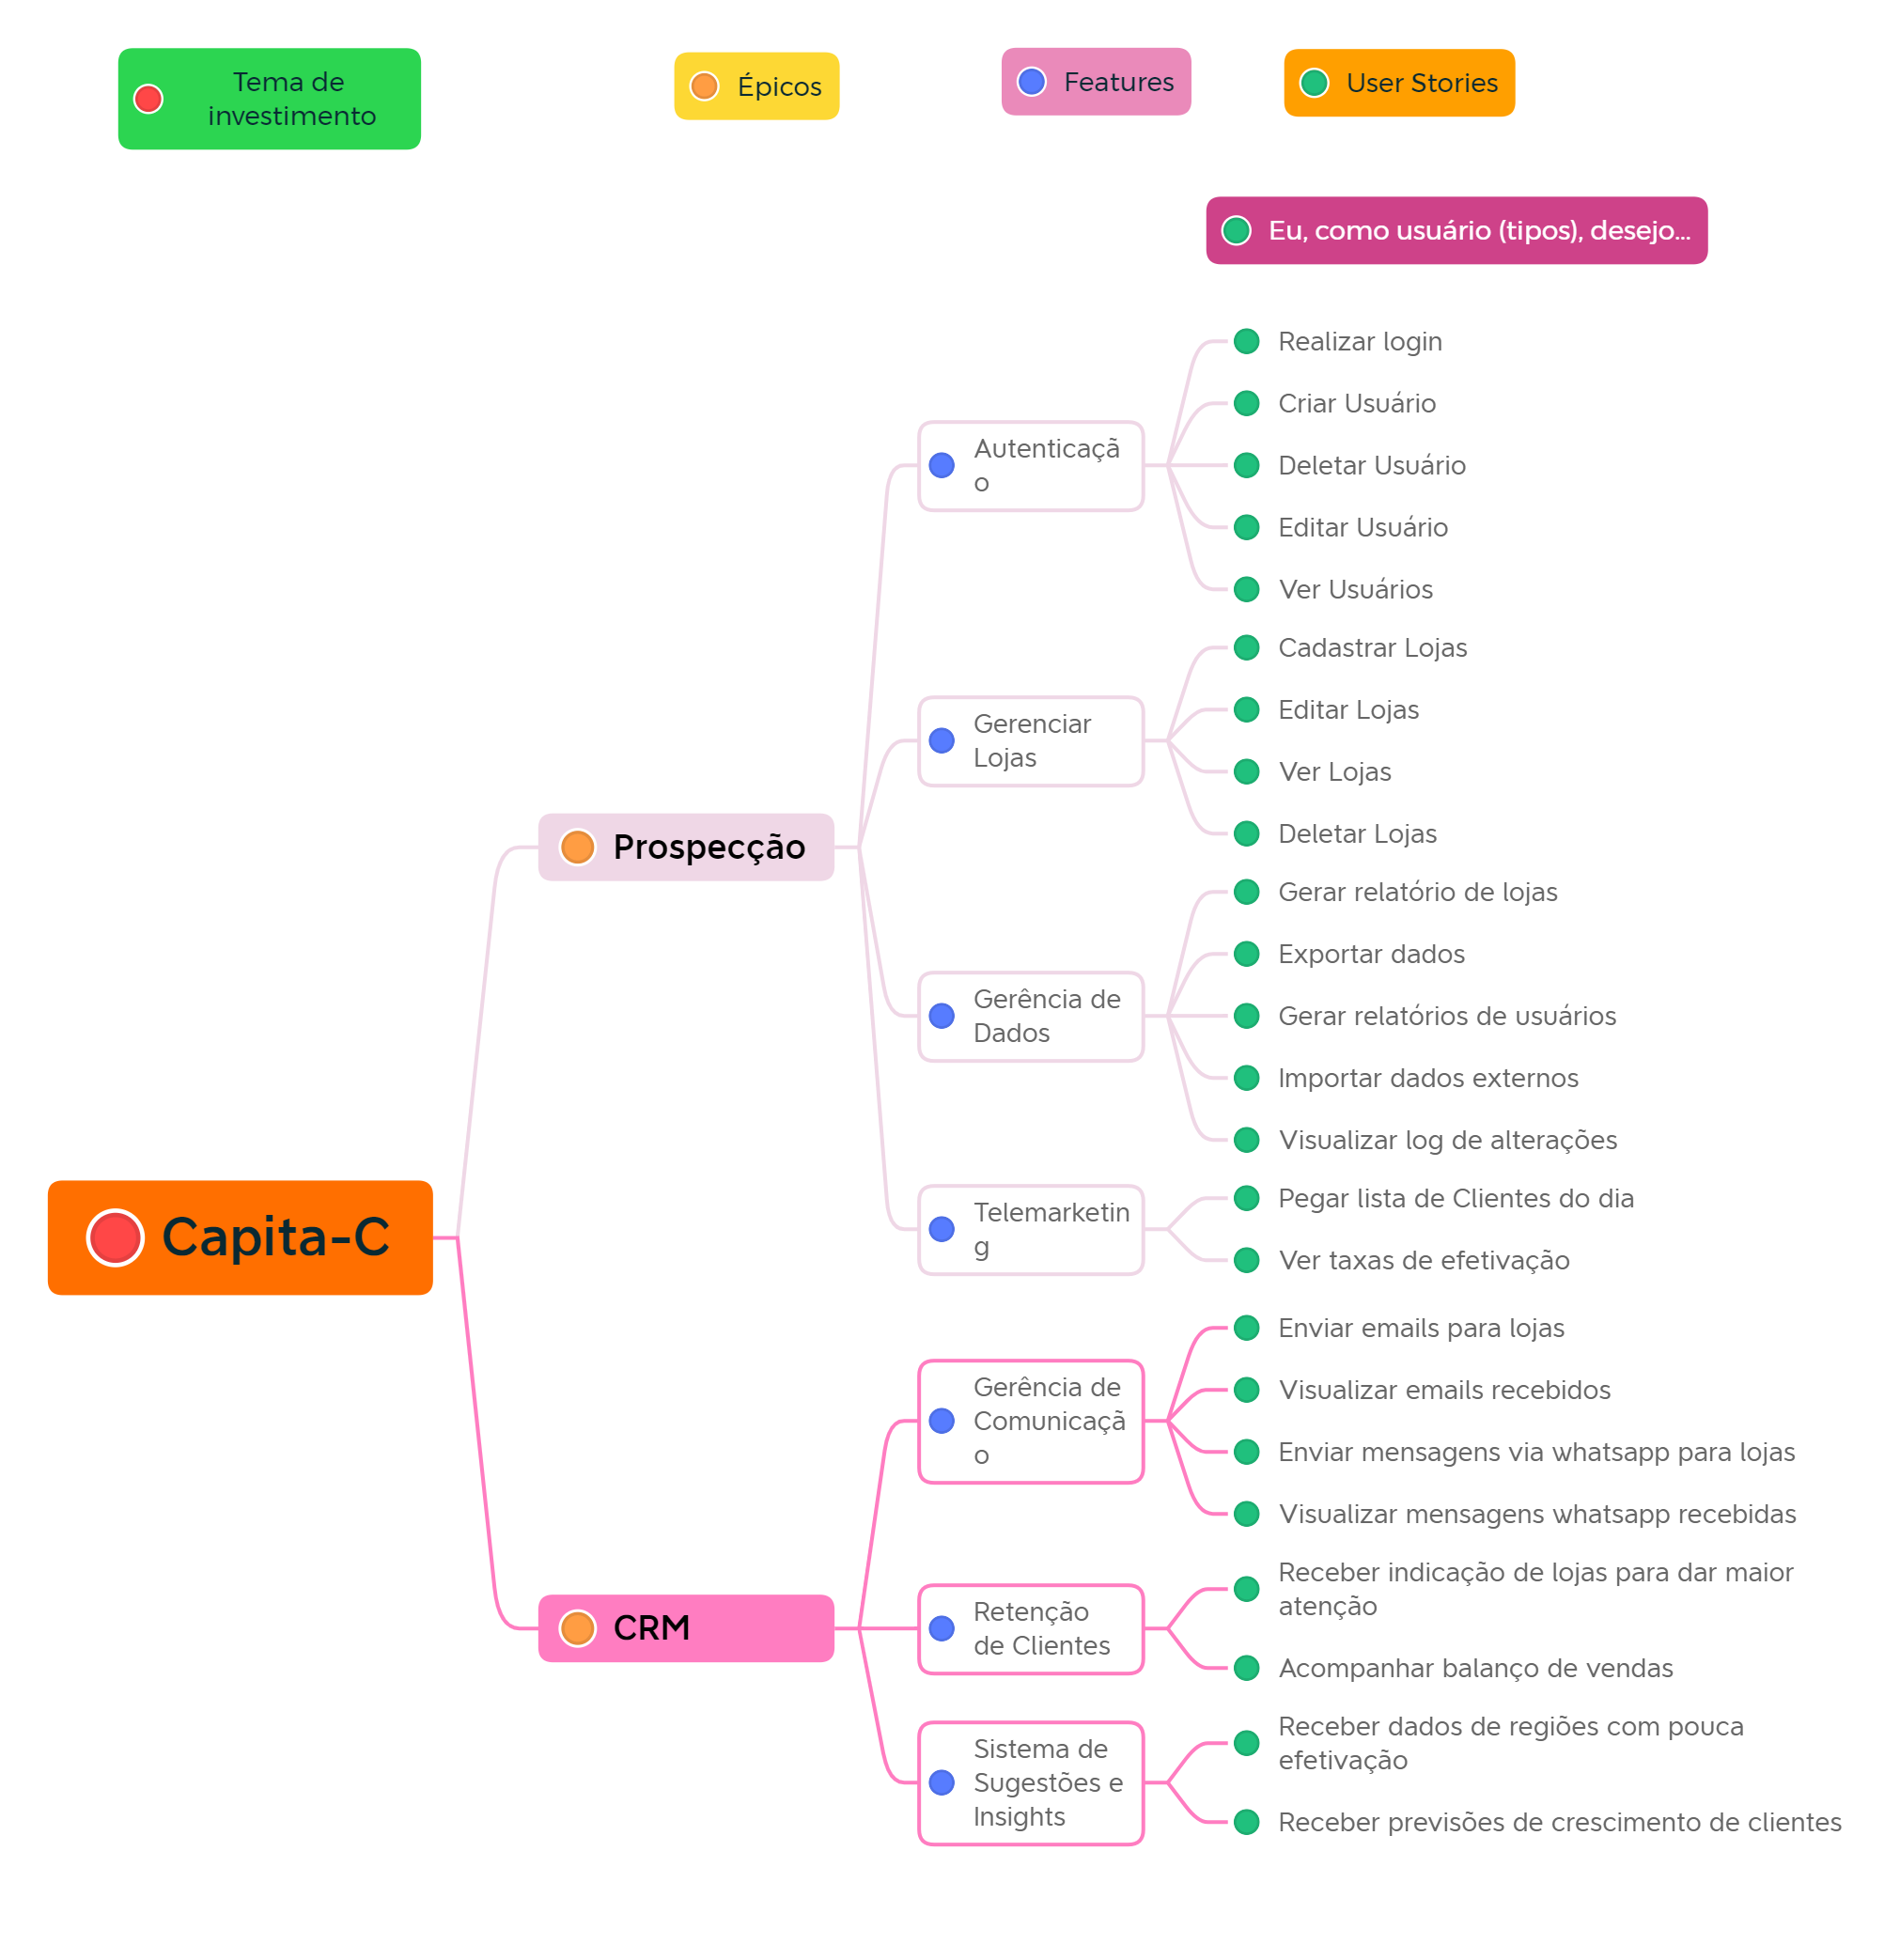 Tema de
investimento
Épicos
Features
User Stories
Eu, como usuário (tipos), desejo...
Capita-C
Prospecção
Autenticaçã
o
Realizar login
Criar Usuário
Deletar Usuário
Editar Usuário
Ver Usuários
Gerenciar
Lojas
Cadastrar Lojas
Editar Lojas
Ver Lojas
Deletar Lojas
Gerência de
Dados
Gerar relatório de lojas
Exportar dados
Gerar relatórios de usuários
Importar dados externos
Visualizar log de alterações
Telemarketin
g
Pegar lista de Clientes do dia
Ver taxas de efetivação
CRM
Gerência de
Comunicaçã
o
Enviar emails para lojas
Visualizar emails recebidos
Enviar mensagens via whatsapp para lojas
Visualizar mensagens whatsapp recebidas
Retenção
de Clientes
Receber indicação de lojas para dar maior
atenção
Acompanhar balanço de vendas
Sistema de
Sugestões e
Insights
Receber dados de regiões com pouca
efetivação
Receber previsões de crescimento de clientes